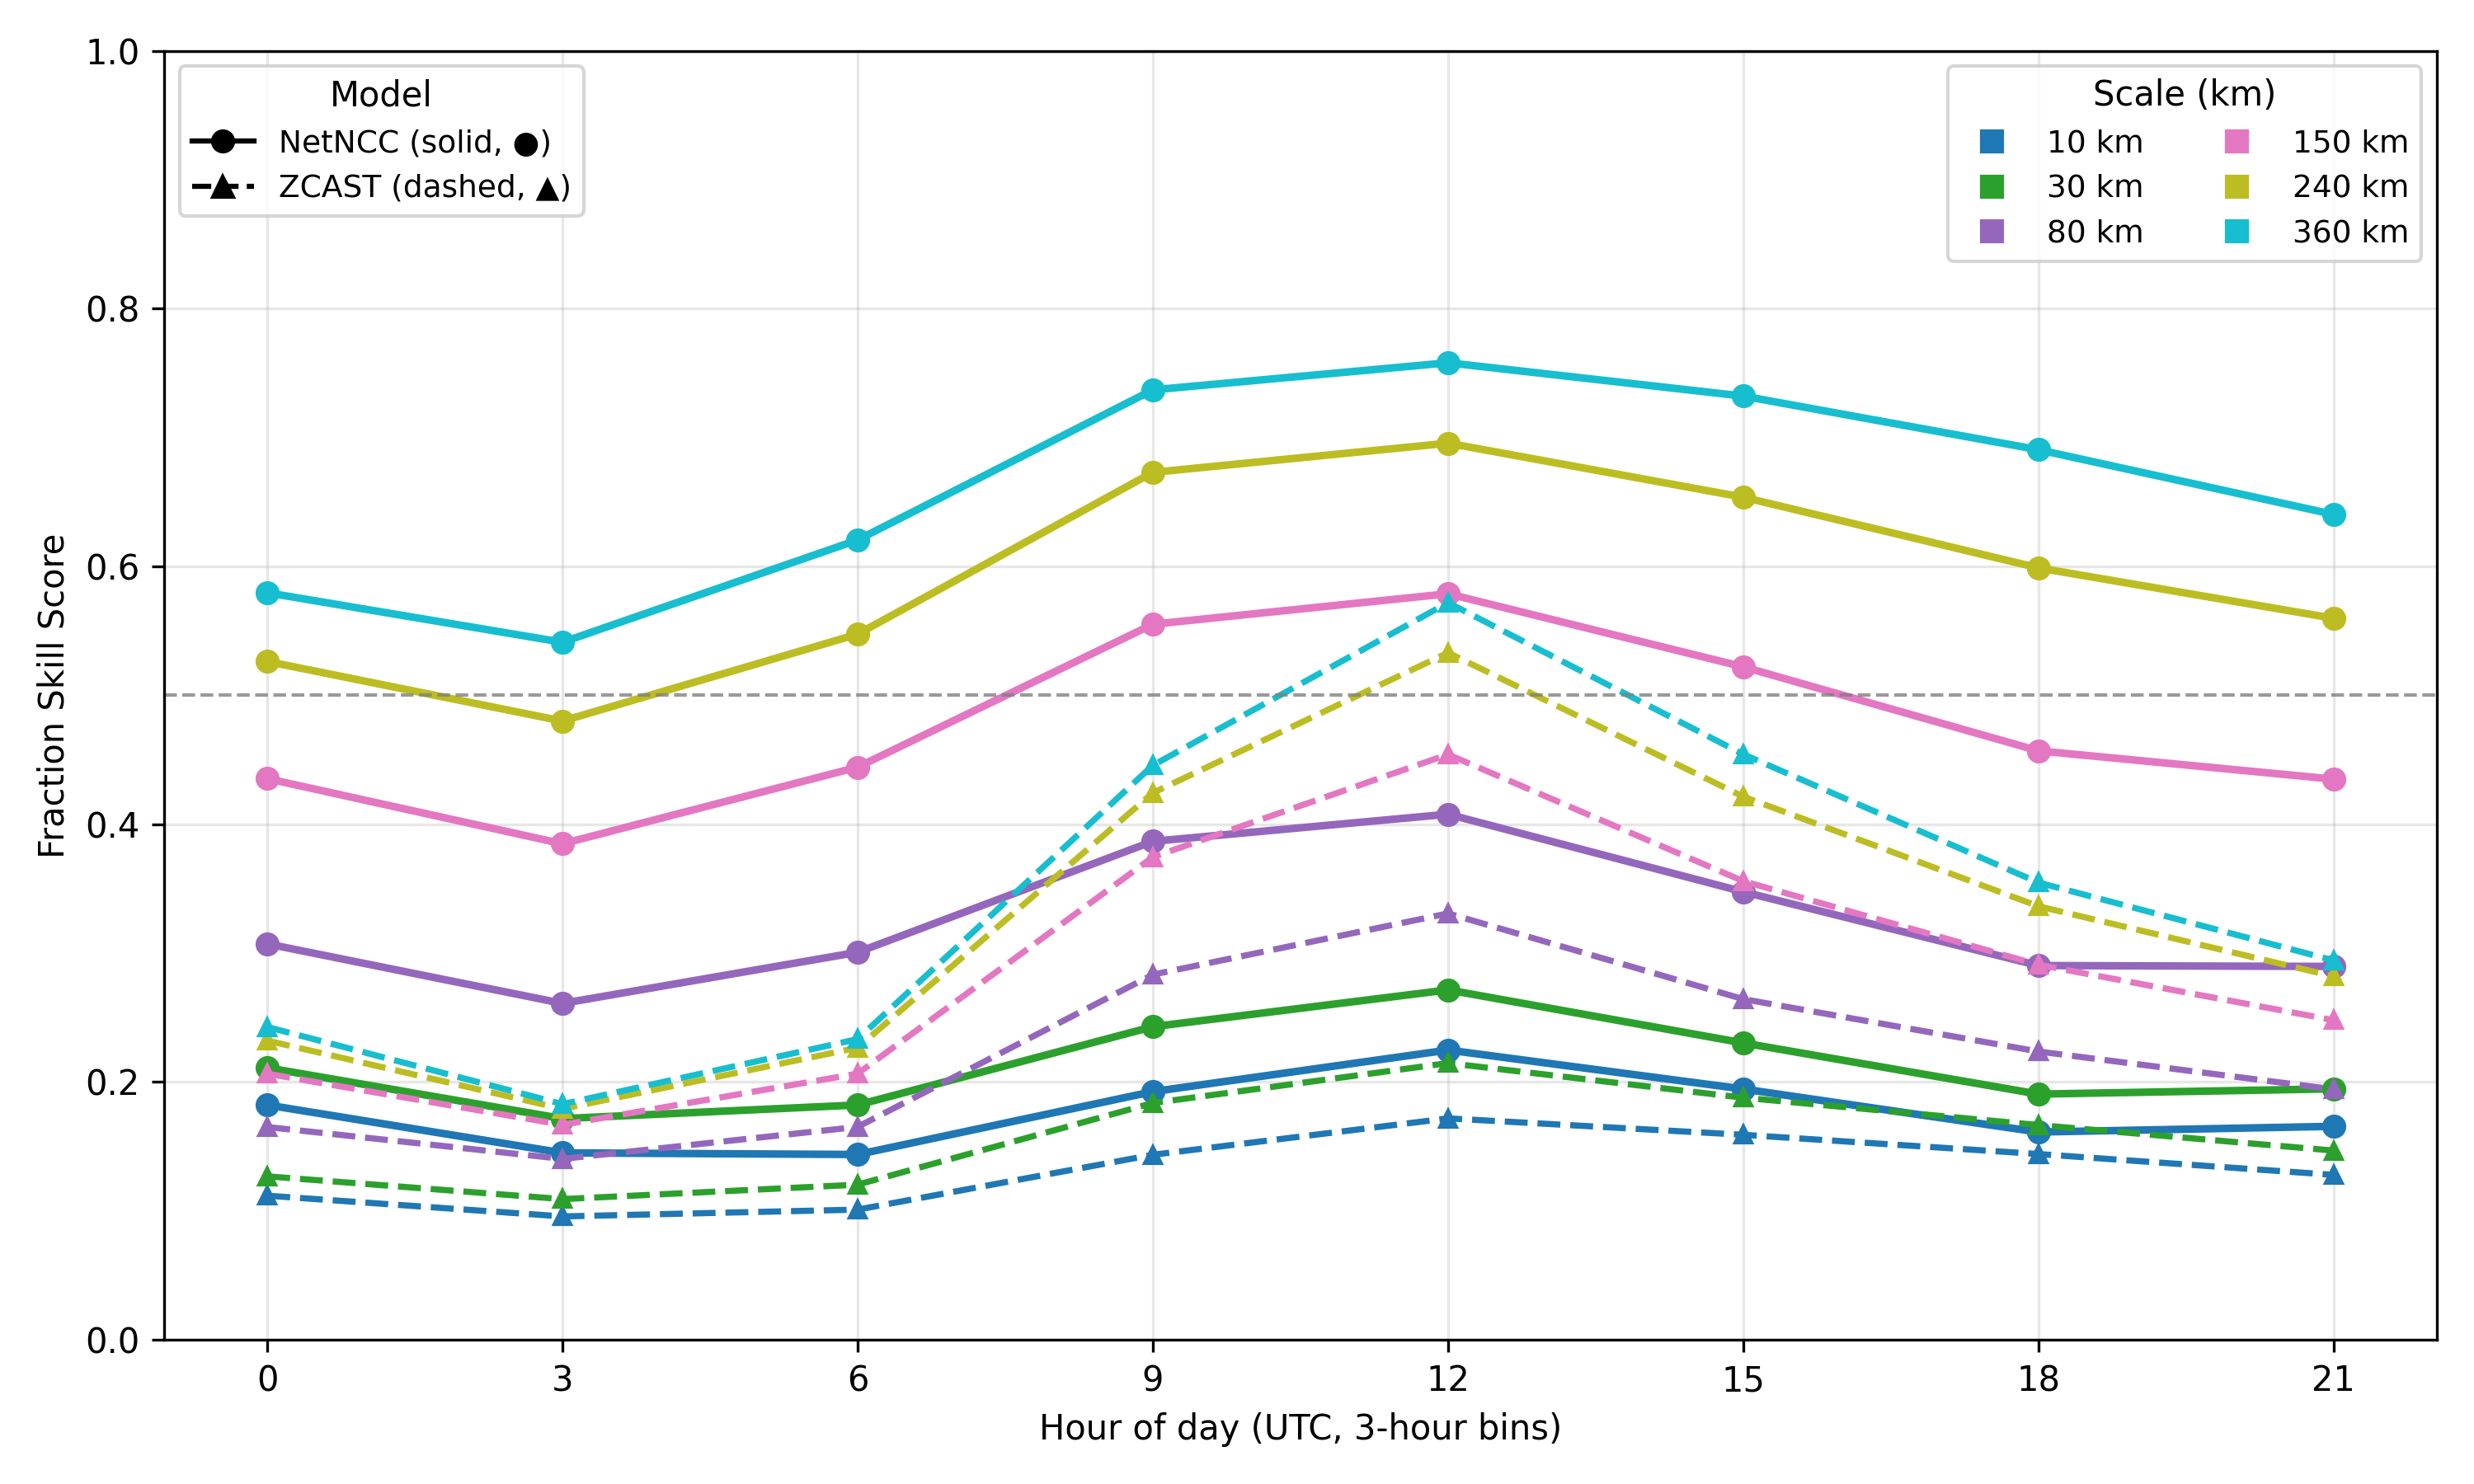 Model
NetNCC (solid, ●)
ZCAST (dashed, ▲)
Scale (km)
10 km
30 km
80 km
150 km
240 km
360 km
1.0
0.8
0.6
0.4
0.2
0.0
Fraction Skill Score
0 3 6 9 12 15 18 21
Hour of day (UTC, 3-hour bins)